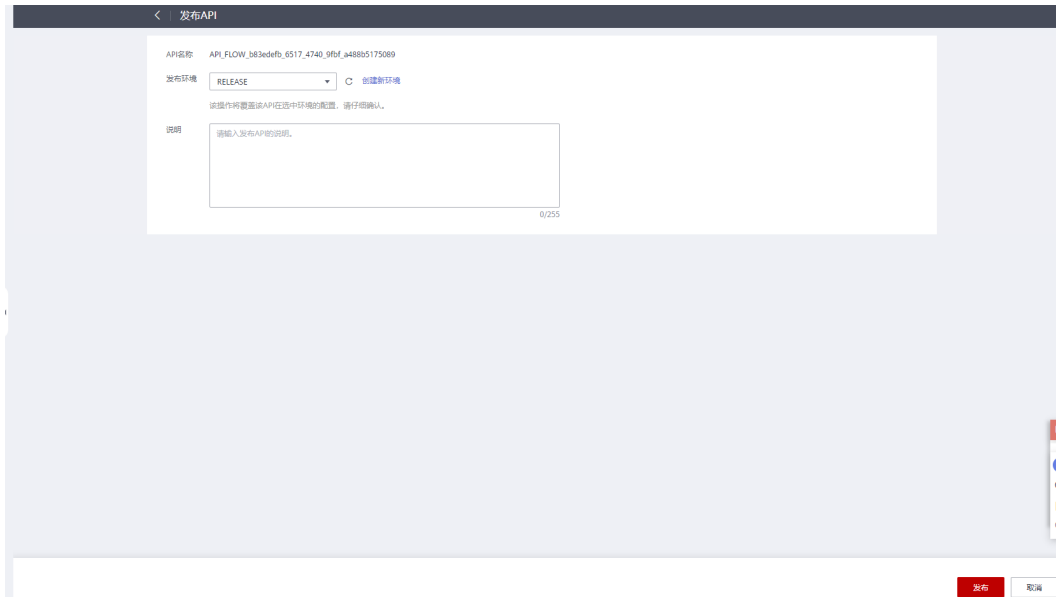 发布API
API名称 API_FLOW_b83edefb_6517_4740_9fbf_a488b5175089
发布环境 RELEASE 创建新环境
该操作将覆盖该API在选中环境的配置，请仔细确认。
说明 请输入发布API的说明。
0/255
发布 取消